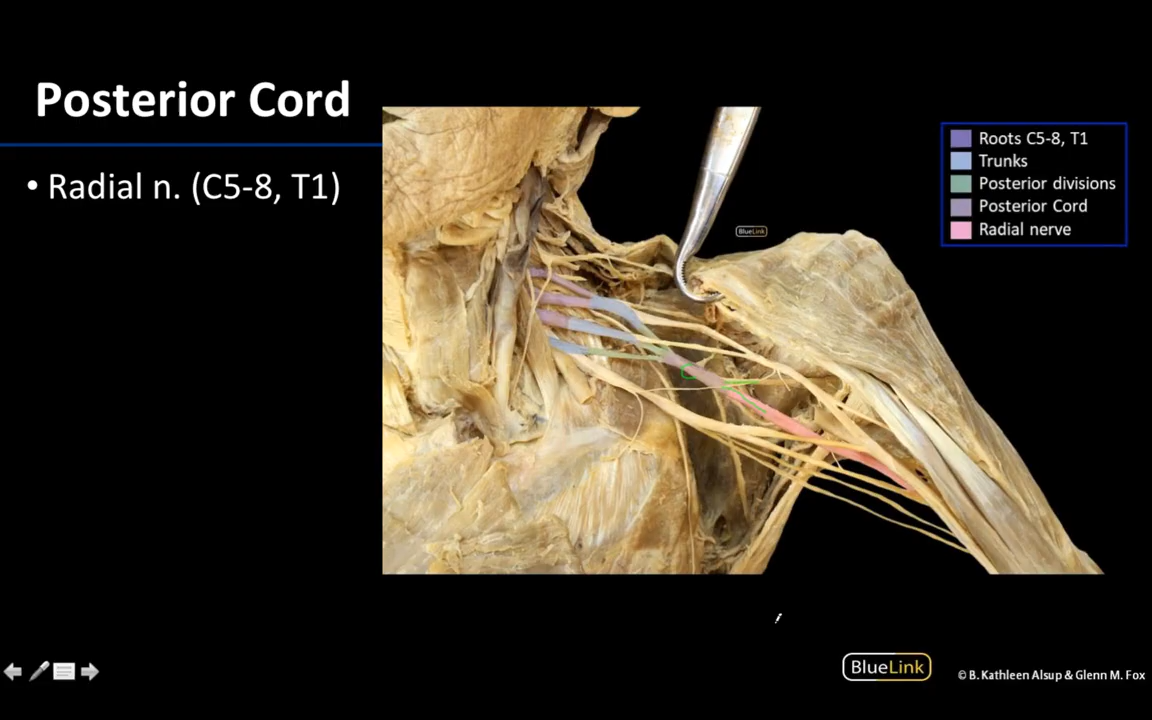 Posterior Cord
• Radial n. (C5-8, T1)
BlueLink
Roots C5-8, T1
Trunks
Posterior divisions
Posterior Cord
Radial nerve
BlueLink
© B. Kathleen Alsup & Glenn M. Fox